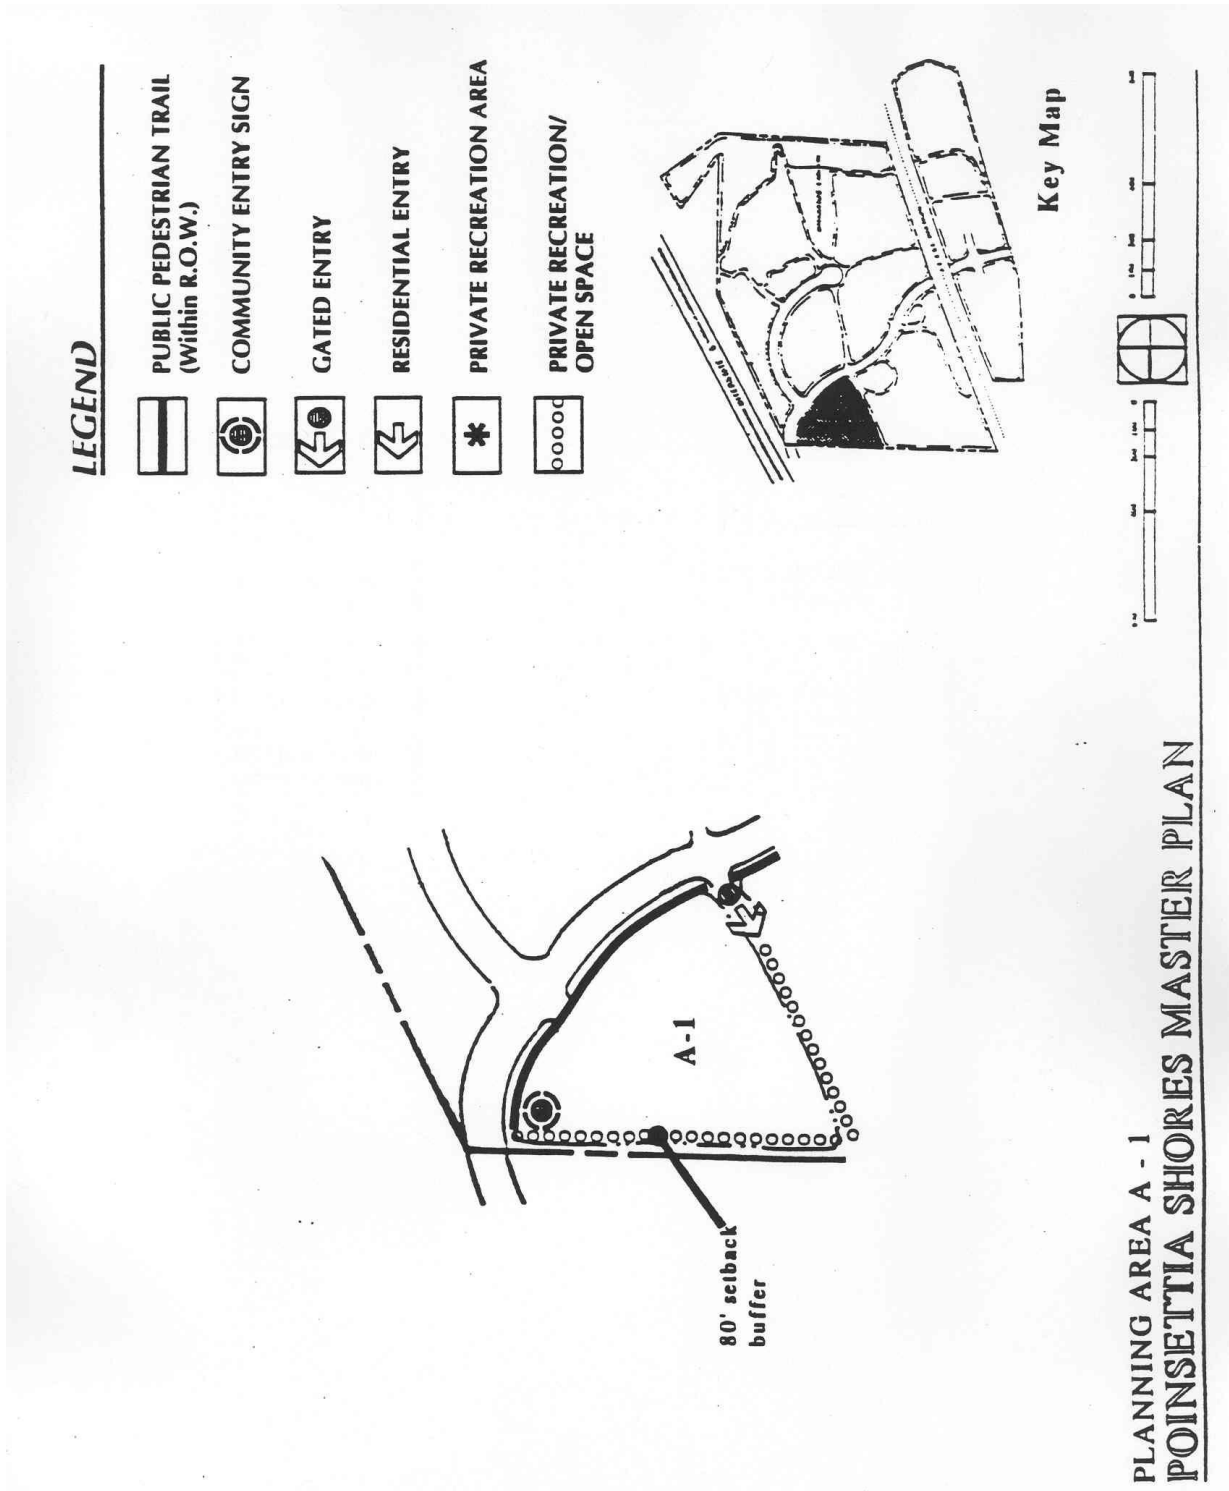 LEGEND
PUBLIC PEDESTRIAN TRAIL
(Within R.O.W.)
COMMUNITY ENTRY SIGN
GATED ENTRY
RESIDENTIAL ENTRY
PRIVATE RECREATION AREA
PRIVATE RECREATION/
OPEN SPACE
A-1
80' setback
buffer
Key Map
PLANNING AREA A - 1
POINSETTIA SHORES MASTER PLAN